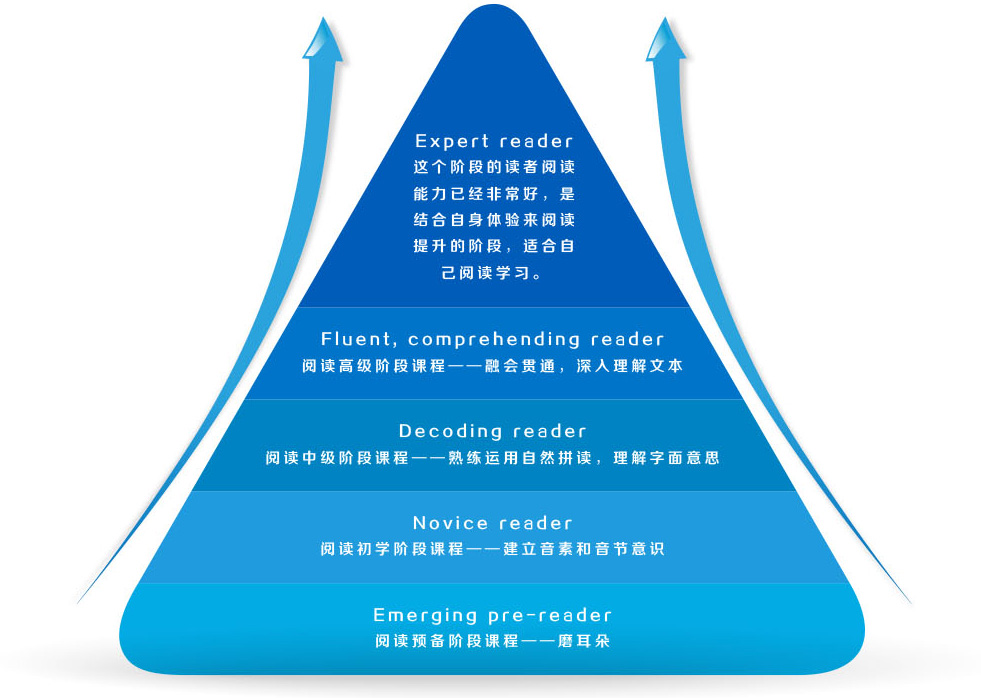 Expert reader
这个阶段的读者阅读
能力已经非常好，是
结合自身体验来阅读
提升的阶段，适合自
己阅读学习。
Fluent, comprehending reader
阅读高级阶段课程——融会贯通，深入理解文本
Decoding reader
阅读中级阶段课程——熟练运用自然拼读，理解字面意思
Novice reader
阅读初学阶段课程——建立音素和音节意识
Emerging pre-reader
阅读预备阶段课程——磨耳朵